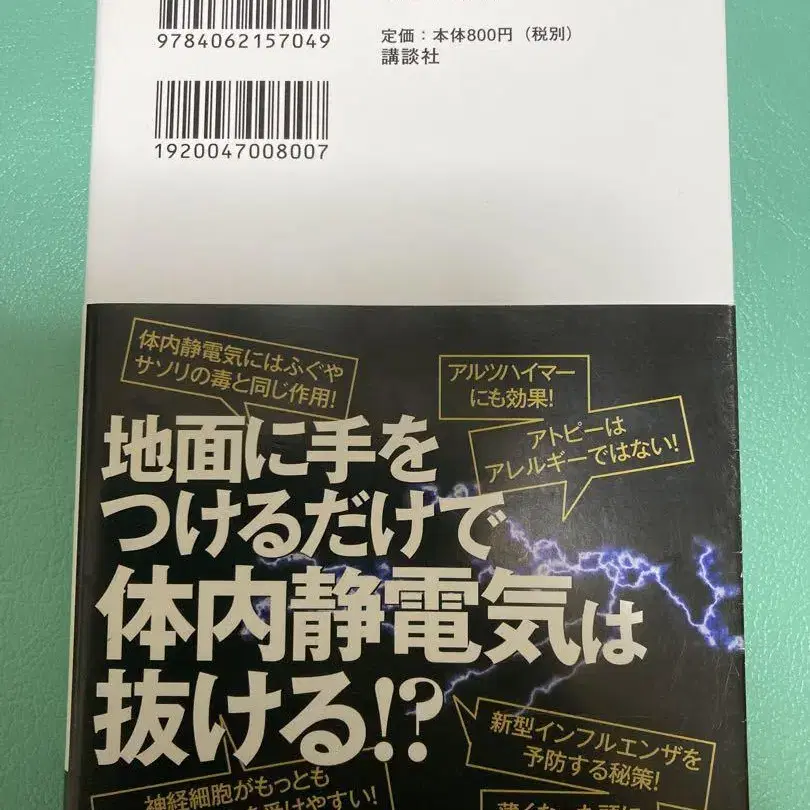 9784062157049
定価：本体800円（税別）
講談社
1920047008007
体内静電気にはふぐや
サソリの毒と同じ作用!
アルツハイマー
にも効果!
アトピーは
アレルギーではない!
地面に手を
つけるだけで
体内静電気は
抜ける!?
新型インフルエンザを
予防する秘策!
神経細胞がもっとも
受けやすい!